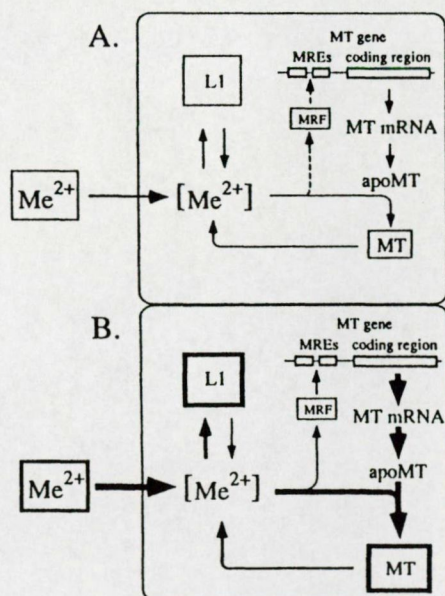 A.
MT gene
MREs coding region
L1
MRF
MT mRNA
apoMT
Me2+
[Me2+]
MT
B.
MT gene
MREs coding region
L1
MRF
MT mRNA
apoMT
Me2+
[Me2+]
MT